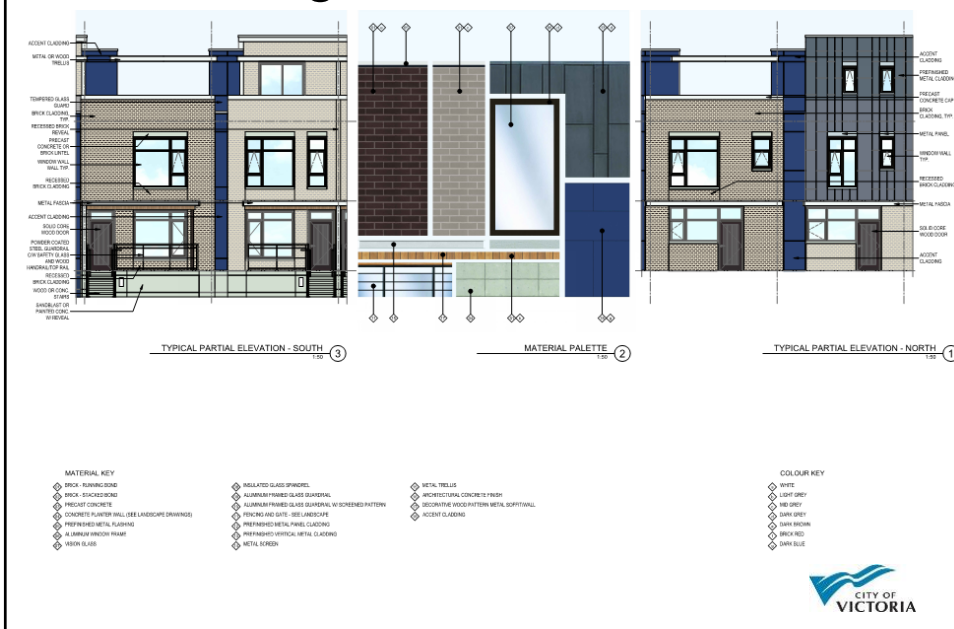 ACCENT CLADDING
METAL OR WOOD
TRELLIS
TEMPERED GLASS
GUARD
BRICK CLADDING,
TYP.
RECESSED BRICK
REVEAL
PRECAST
CONCRETE OR
BRICK LINTEL
WINDOW WALL
WALL TYP.
RECESSED
BRICK CLADDING
METAL FASCIA
ACCENT CLADDING
SOLID CORE
WOOD DOOR
POWDER COATED
STEEL GUARDRAIL
C/W SAFETY GLASS
AND WOOD
HANDRAIL/TOP RAIL
RECESSED
BRICK CLADDING
WOOD OR CONC.
STAIRS
SANDBLAST OR
PAINTED CONC.
W/ REVEAL
TYPICAL PARTIAL ELEVATION - SOUTH
1:50
3
MATERIAL PALETTE
1:50
2
ACCENT
CLADDING
PREFINISHED
METAL CLADDIN
PRECAST
CONCRETE CAP
BRICK
CLADDING, TYP.
METAL PANEL
WINDOW WALL
TYP.
RECESSED
BRICK CLADDING
METAL FASCIA
SOLID CORE
WOOD DOOR
ACCENT
CLADDING
TYPICAL PARTIAL ELEVATION - NORTH
1:50
1
MATERIAL KEY
BRICK - RUNNING BOND
BRICK - STACKED BOND
PRECAST CONCRETE
CONCRETE PLANTER WALL (SEE LANDSCAPE DRAWINGS)
PREFINISHED METAL FLASHING
ALUMINUM WINDOW FRAME
VISION GLASS
INSULATED GLASS SPANDREL
ALUMINUM FRAMED GLASS GUARDRAIL
ALUMINUM FRAMED GLASS GUARDRAIL W/ SCREENED PATTERN
FENCING AND GATE - SEE LANDSCAPE
PREFINISHED METAL PANEL CLADDING
PREFINISHED VERTICAL METAL CLADDING
METAL SCREEN
METAL TRELLIS
ARCHITECTURAL CONCRETE FINISH
DECORATIVE WOOD PATTERN METAL SOFFIT/WALL
ACCENT CLADDING
COLOUR KEY
WHITE
LIGHT GREY
MID GREY
DARK GREY
DARK BROWN
BRICK RED
DARK BLUE
CITY OF
VICTORIA